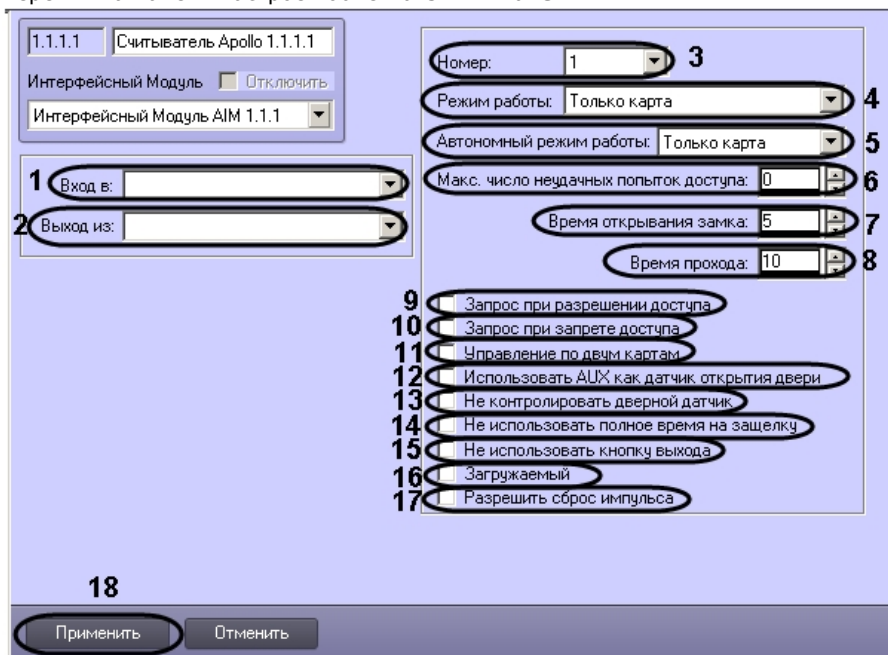 1.1.1.1 Считыватель Apollo 1.1.1.1
Интерфейсный Модуль Отключить
Интерфейсный Модуль AIM 1.1.1
1 Вход в:
2 Выход из:
Номер: 1 3
Режим работы: Только карта 4
Автономный режим работы: Только карта 5
Макс. число неудачных попыток доступа: 0 6
Время открывания замка: 5 7
Время прохода: 10 8
9 Запрос при разрешении доступа
10 Запрос при запрете доступа
11 Управление по двум картам
12 Использовать AUX как датчик открытия двери
13 Не контролировать дверной датчик
14 Не использовать полное время на защелку
15 Не использовать кнопку выхода
16 Загружаемый
17 Разрешить сброс импульса
18
Применить Отменить